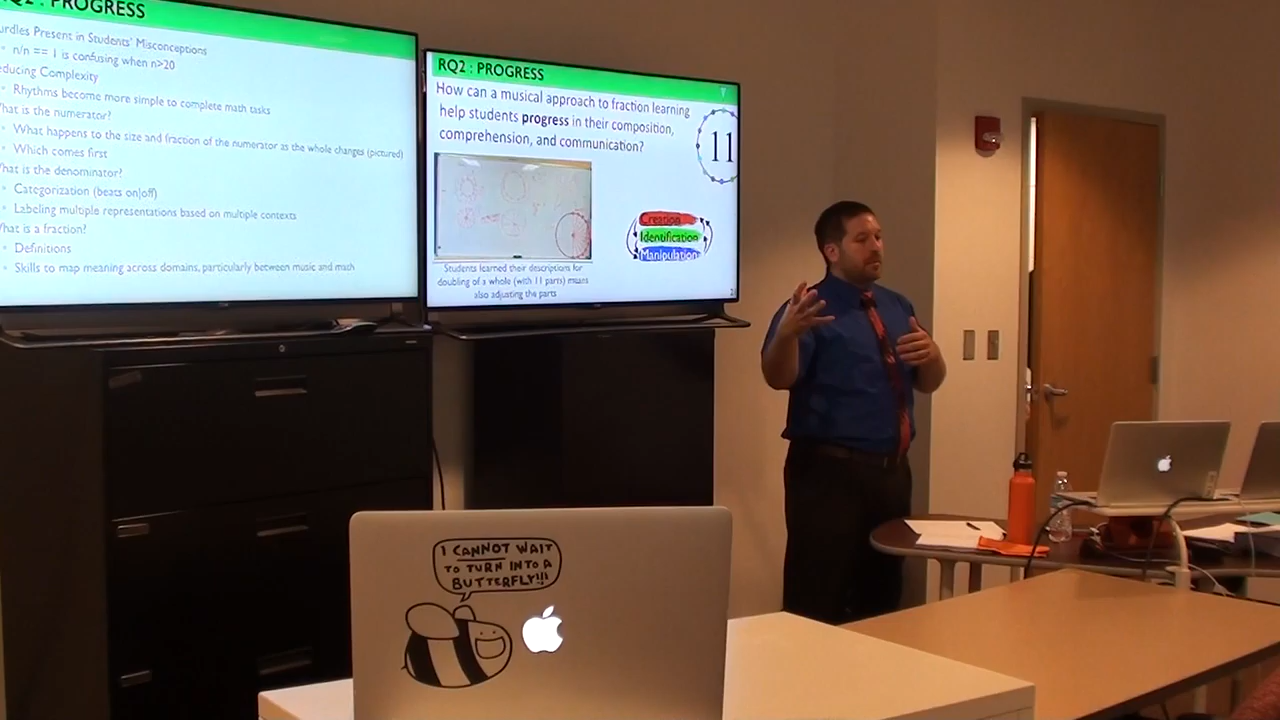 RQ2 : PROGRESS
Present in Students' Misconceptions
n/n == 1 is confusing when n>20
Complexity
Rhythms become more simple to complete math tasks
is the numerator?
What happens to the size and fraction of the numerator as the whole changes (pictured)
Which comes first
is the denominator?
Categorization (beats on|off)
Labeling multiple representations based on multiple contexts
is a fraction?
Definitions
Skills to map meaning across domains, particularly between music and math
RQ2 : PROGRESS
How can a musical approach to fraction learning
help students progress in their composition,
comprehension, and communication?
11
Creation
Identification
Manipulation
Students learned their descriptions for
doubling of a whole (with 11 parts) means
also adjusting the parts
I CANNOT WAIT
TO TURN INTO A
BUTTERFLY!!!